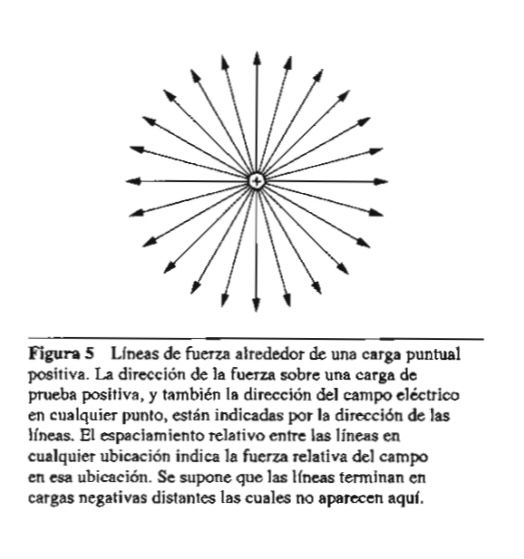 +
Figura 5 Líneas de fuerza alrededor de una carga puntual
positiva. La dirección de la fuerza sobre una carga de
prueba positiva, y también la dirección del campo eléctrico
en cualquier punto, están indicadas por la dirección de las
líneas. El espaciamiento relativo entre las líneas en
cualquier ubicación indica la fuerza relativa del campo
en esa ubicación. Se supone que las líneas terminan en
cargas negativas distantes las cuales no aparecen aquí.